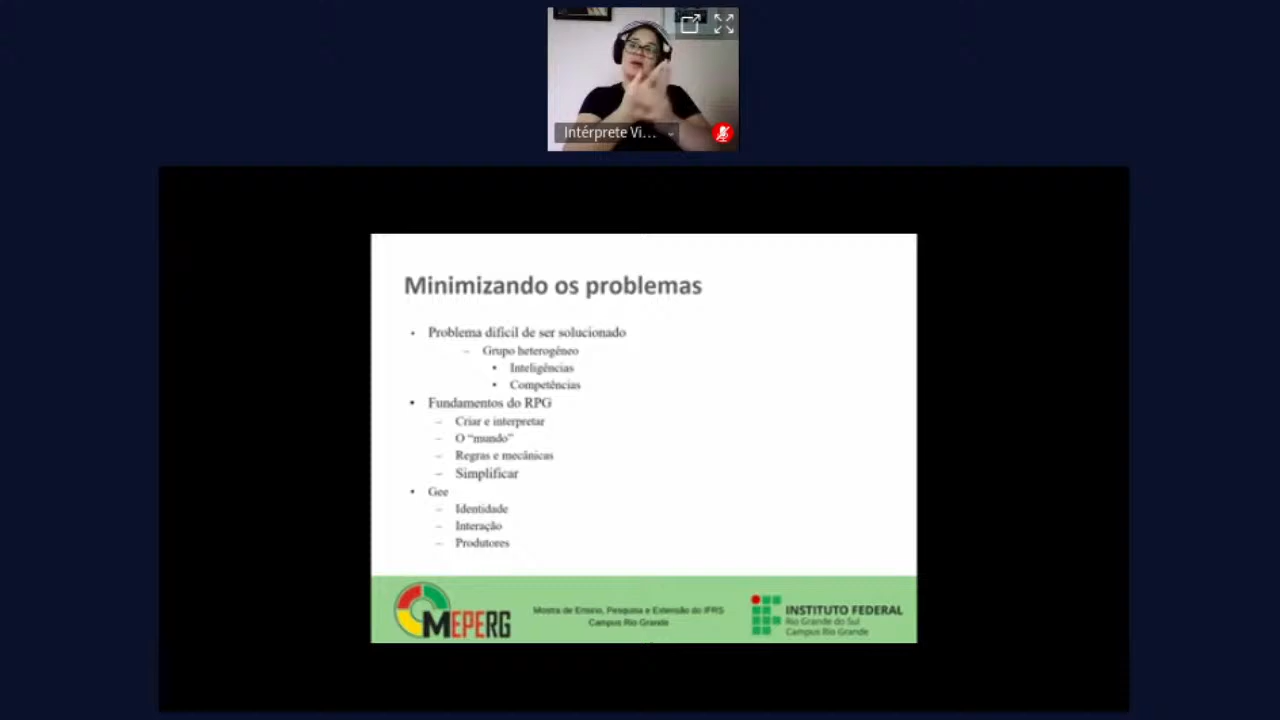 Intérprete Vi...
Minimizando os problemas
• Problema difícil de ser solucionado
– Grupo heterogêneo
• Inteligências
• Competências
• Fundamentos do RPG
– Criar e interpretar
– O “mundo”
– Regras e mecânicas
– Simplificar
• Gee
– Identidade
– Interação
– Produtores
MEPERG
Mostra de Ensino, Pesquisa e Extensão do IFRS
Campus Rio Grande
INSTITUTO FEDERAL
Rio Grande do Sul
Campus Rio Grande